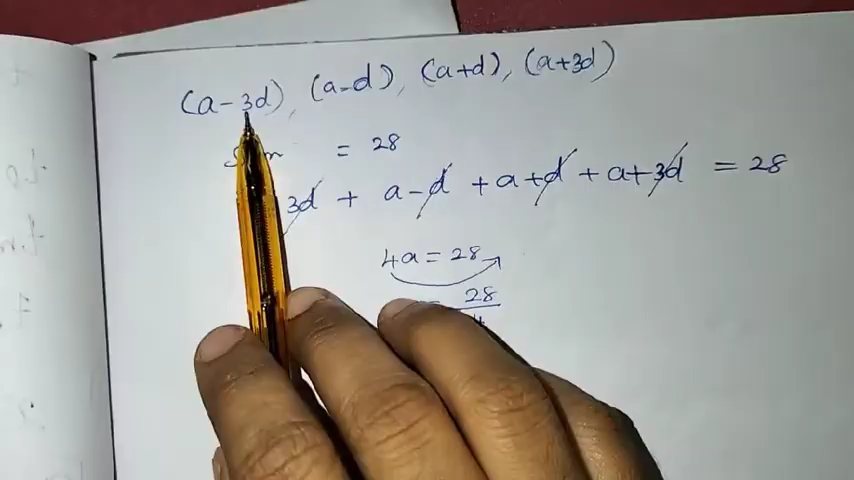 (a-3d), (a-d), (a+d), (a+3d)
= 28
3d + a-d + a+d + a+3d = 28
4a = 28
= 28